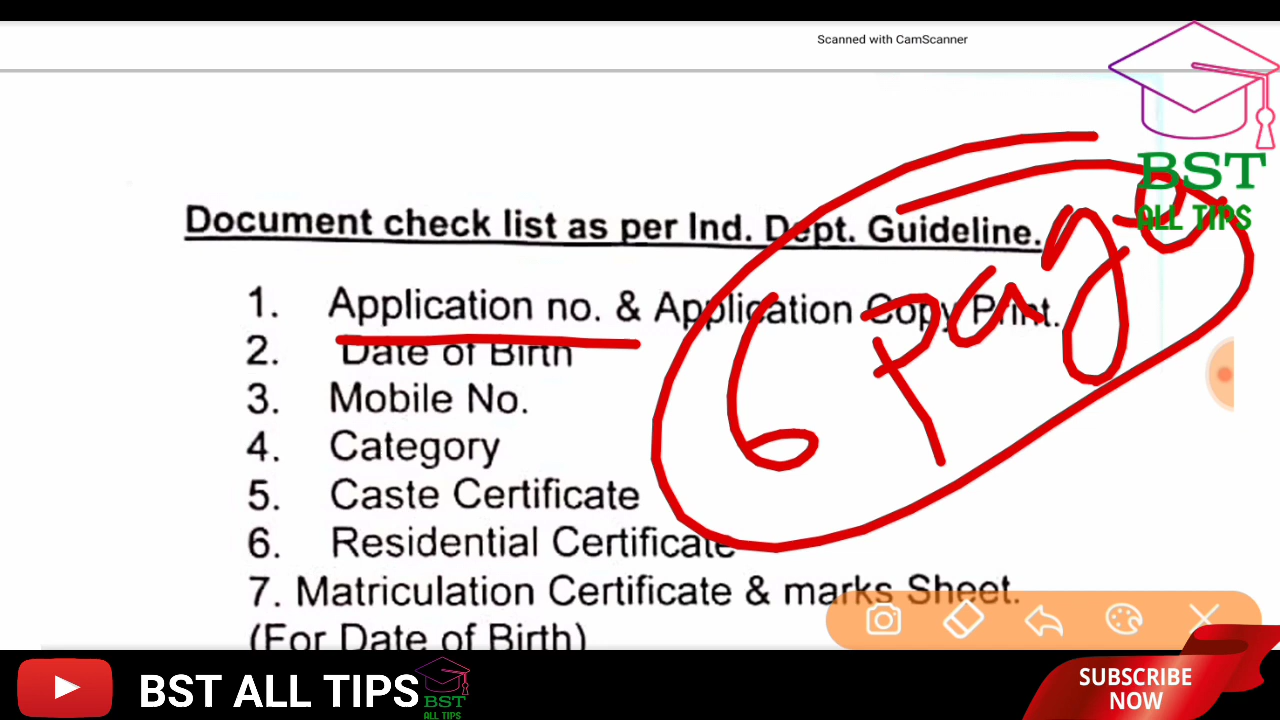 Scanned with CamScanner
BST
ALL TIPS
Document check list as per Ind. Dept. Guideline.
1. Application no. & Application Copy Print.
2. Date of Birth
3. Mobile No.
4. Category
5. Caste Certificate
6. Residential Certificate
7. Matriculation Certificate & marks Sheet.
(For Date of Birth)
6 Page
BST ALL TIPS
BST
ALL TIPS
SUBSCRIBE
NOW